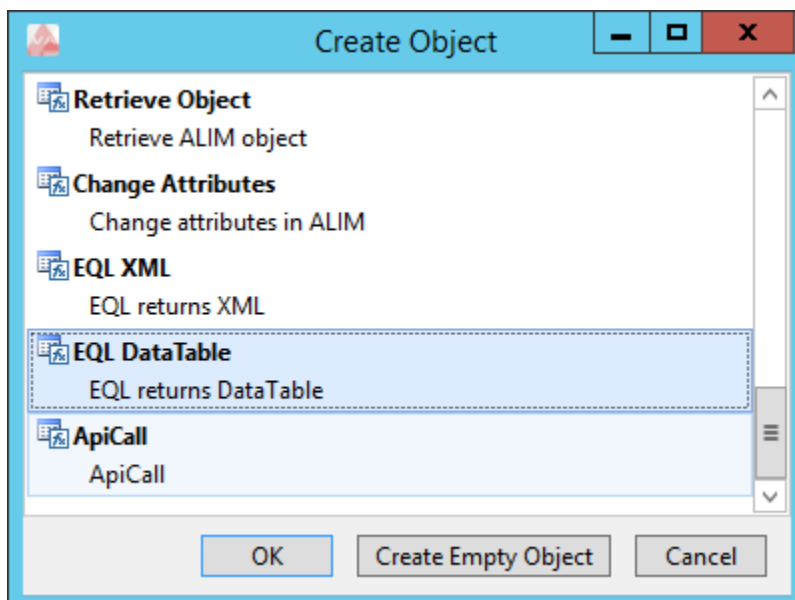 Create Object
Retrieve Object
Retrieve ALIM object
Change Attributes
Change attributes in ALIM
EQL XML
EQL returns XML
EQL DataTable
EQL returns DataTable
ApiCall
ApiCall
OK Create Empty Object Cancel